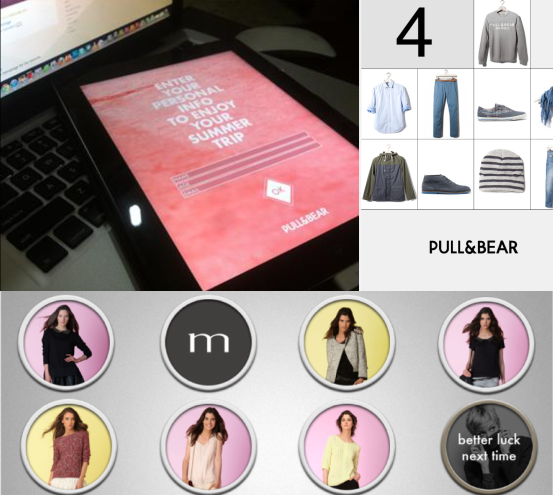 ENTER
YOUR
PERSONAL
INFO
TO ENJOY
YOUR
SUMMER
TRIP
OK
PULL&BEAR
4
PULL&BEAR
PULL&BEAR
m
better luck
next time